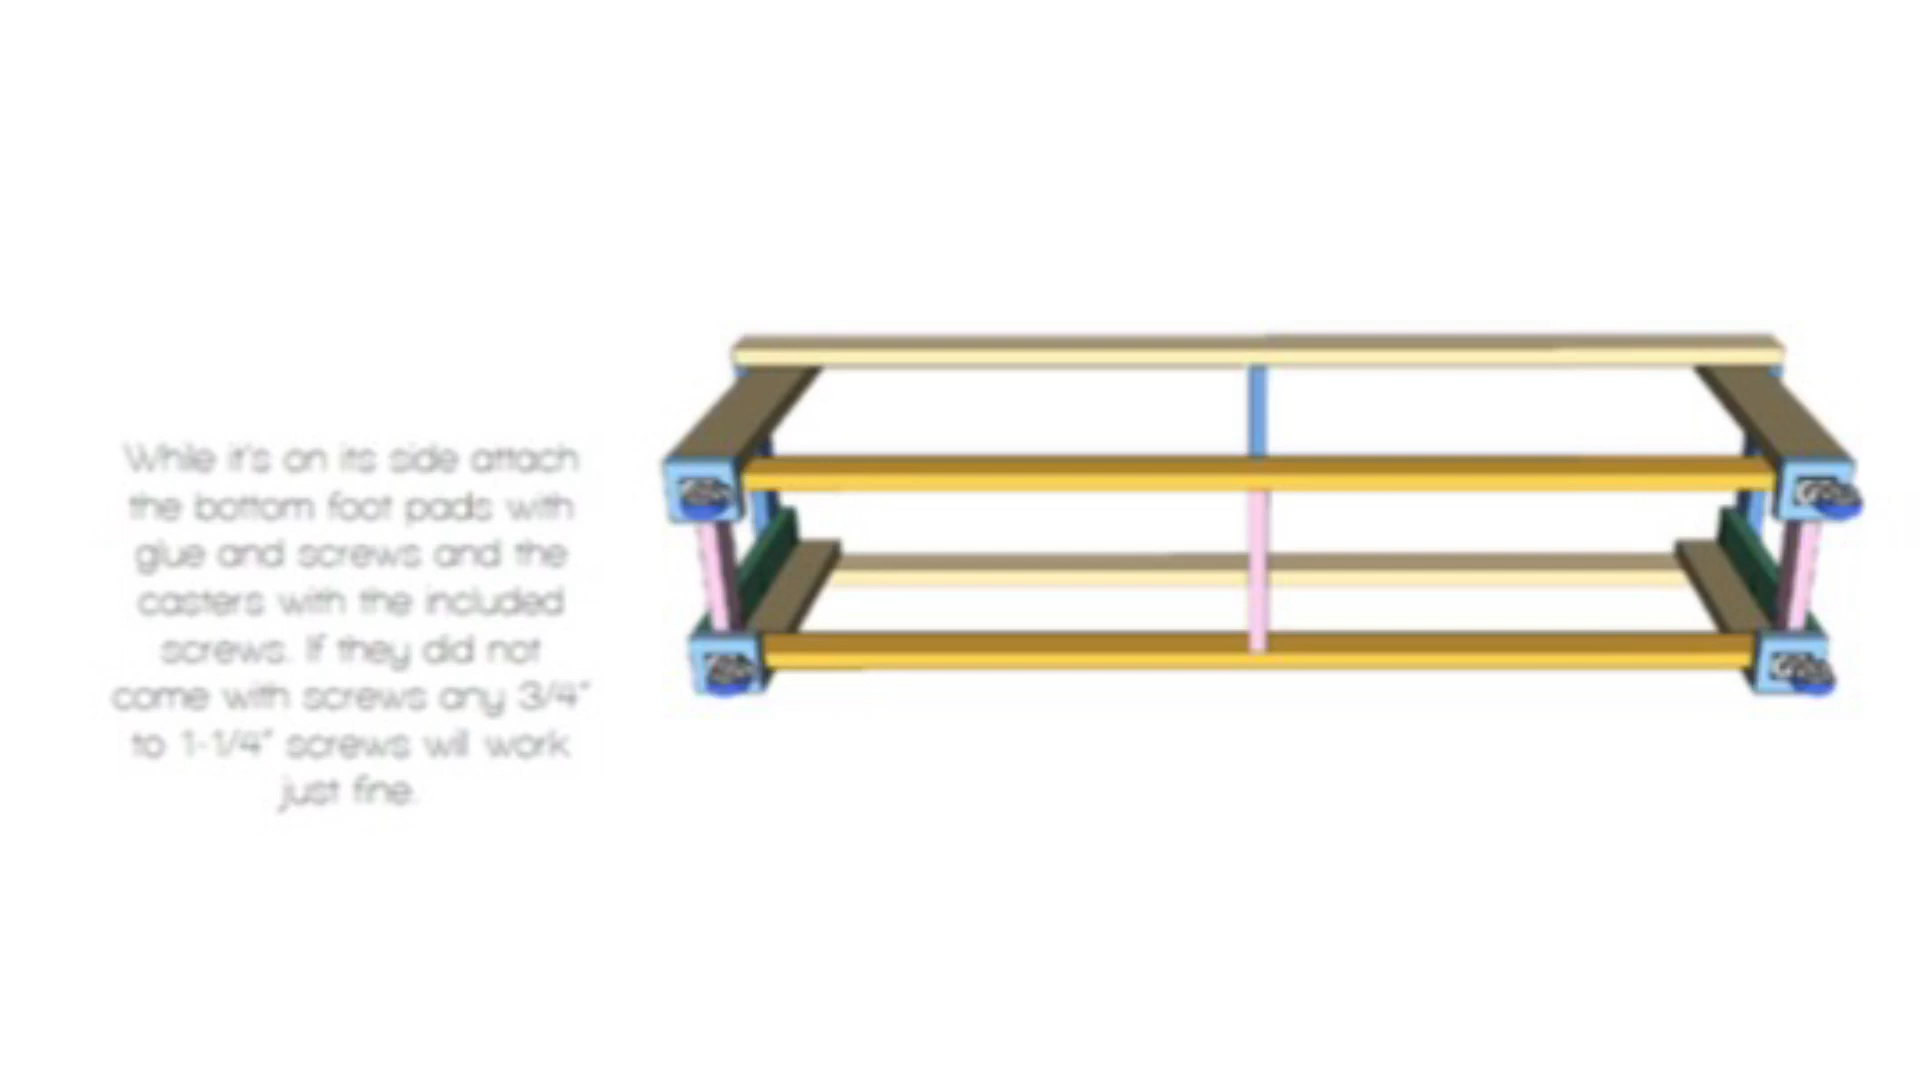 While it's on its side attach
the bottom foot pads with
glue and screws and the
casters with the included
screws. If they did not
come with screws any 3/4"
to 1-1/4" screws will work
just fine.